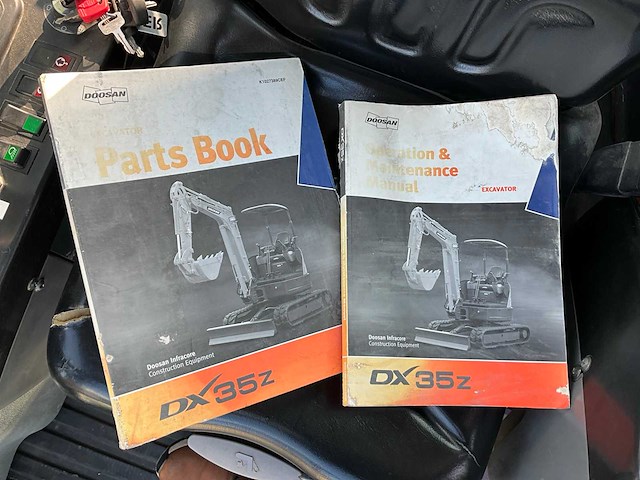 DOOSAN
Parts Book
Doosan Infracore
Construction Equipment
DX35z
DOOSAN
Operation &
Maintenance
Manual
EXCAVATOR
Doosan Infracore
Construction Equipment
DX35z